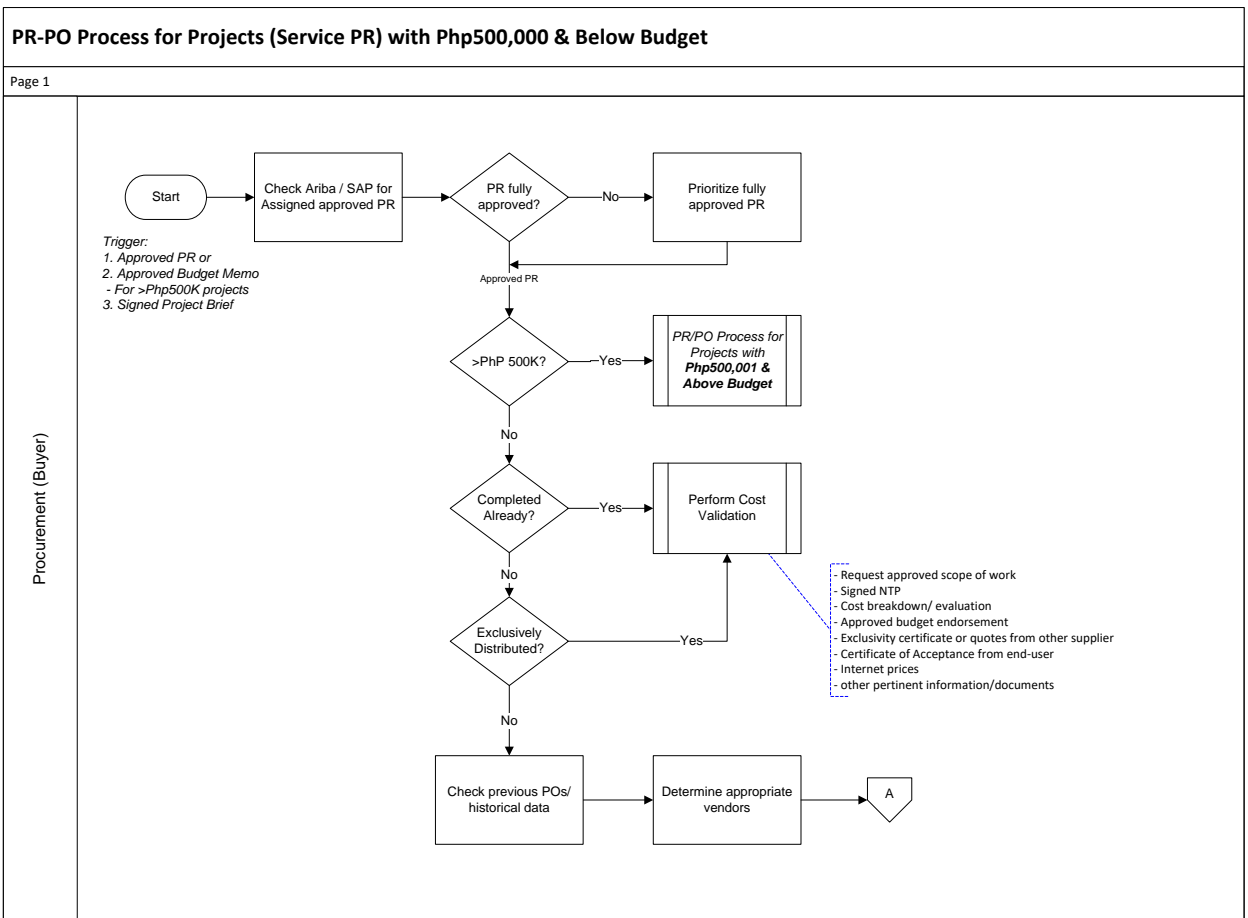 PR-PO Process for Projects (Service PR) with Php500,000 & Below Budget
Page 1
Procurement (Buyer)
Start
Check Ariba / SAP for
Assigned approved PR
PR fully
approved?
No
Prioritize fully
approved PR
Trigger:
1. Approved PR or
2. Approved Budget Memo
- For >Php500K projects
3. Signed Project Brief
Approved PR
>PhP 500K?
Yes
PR/PO Process for
Projects with
Php500,001 &
Above Budget
No
Completed
Already?
Yes
Perform Cost
Validation
- Request approved scope of work
- Signed NTP
- Cost breakdown/ evaluation
- Approved budget endorsement
- Exclusivity certificate or quotes from other supplier
- Certificate of Acceptance from end-user
- Internet prices
- other pertinent information/documents
No
Exclusively
Distributed?
Yes
No
Check previous POs/
historical data
Determine appropriate
vendors
A